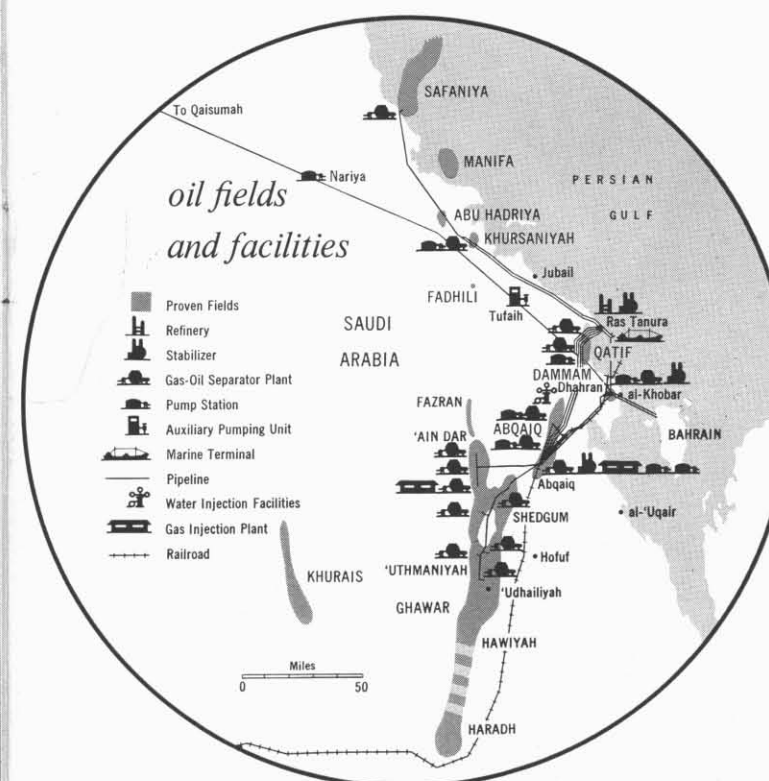 To Qaisumah
SAFANIYA
Nariya
MANIFA
PERSIAN
GULF
oil fields
and facilities
ABU HADRIYA
KHURSANIYAH
Jubail
FADHILI
Tufaih
SAUDI
ARABIA
Ras Tanura
QATIF
DAMMAM
Dhahran
al-Khobar
BAHRAIN
FAZRAN
ABQAIQ
'AIN DAR
Abqaiq
al-'Uqair
SHEDGUM
Hofuf
'UTHMANIYAH
'Udhailiyah
KHURAIS
GHAWAR
HAWIYAH
HARADH
Proven Fields
Refinery
Stabilizer
Gas-Oil Separator Plant
Pump Station
Auxiliary Pumping Unit
Marine Terminal
Pipeline
Water Injection Facilities
Gas Injection Plant
Railroad
Miles
0 50